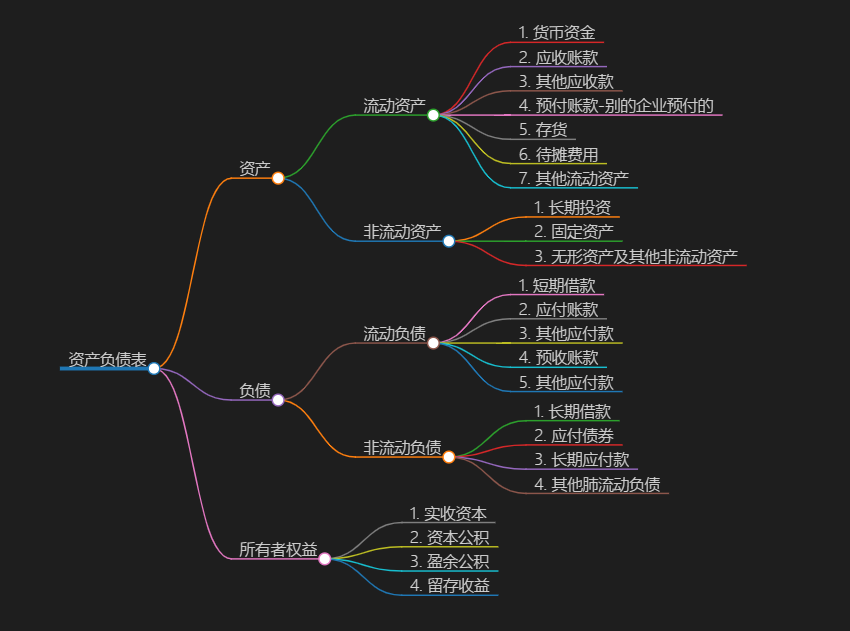 资产负债表
资产
流动资产
1. 货币资金
2. 应收账款
3. 其他应收款
4. 预付账款-别的企业预付的
5. 存货
6. 待摊费用
7. 其他流动资产
非流动资产
1. 长期投资
2. 固定资产
3. 无形资产及其他非流动资产
负债
流动负债
1. 短期借款
2. 应付账款
3. 其他应付款
4. 预收账款
5. 其他应付款
非流动负债
1. 长期借款
2. 应付债券
3. 长期应付款
4. 其他肺流动负债
所有者权益
1. 实收资本
2. 资本公积
3. 盈余公积
4. 留存收益